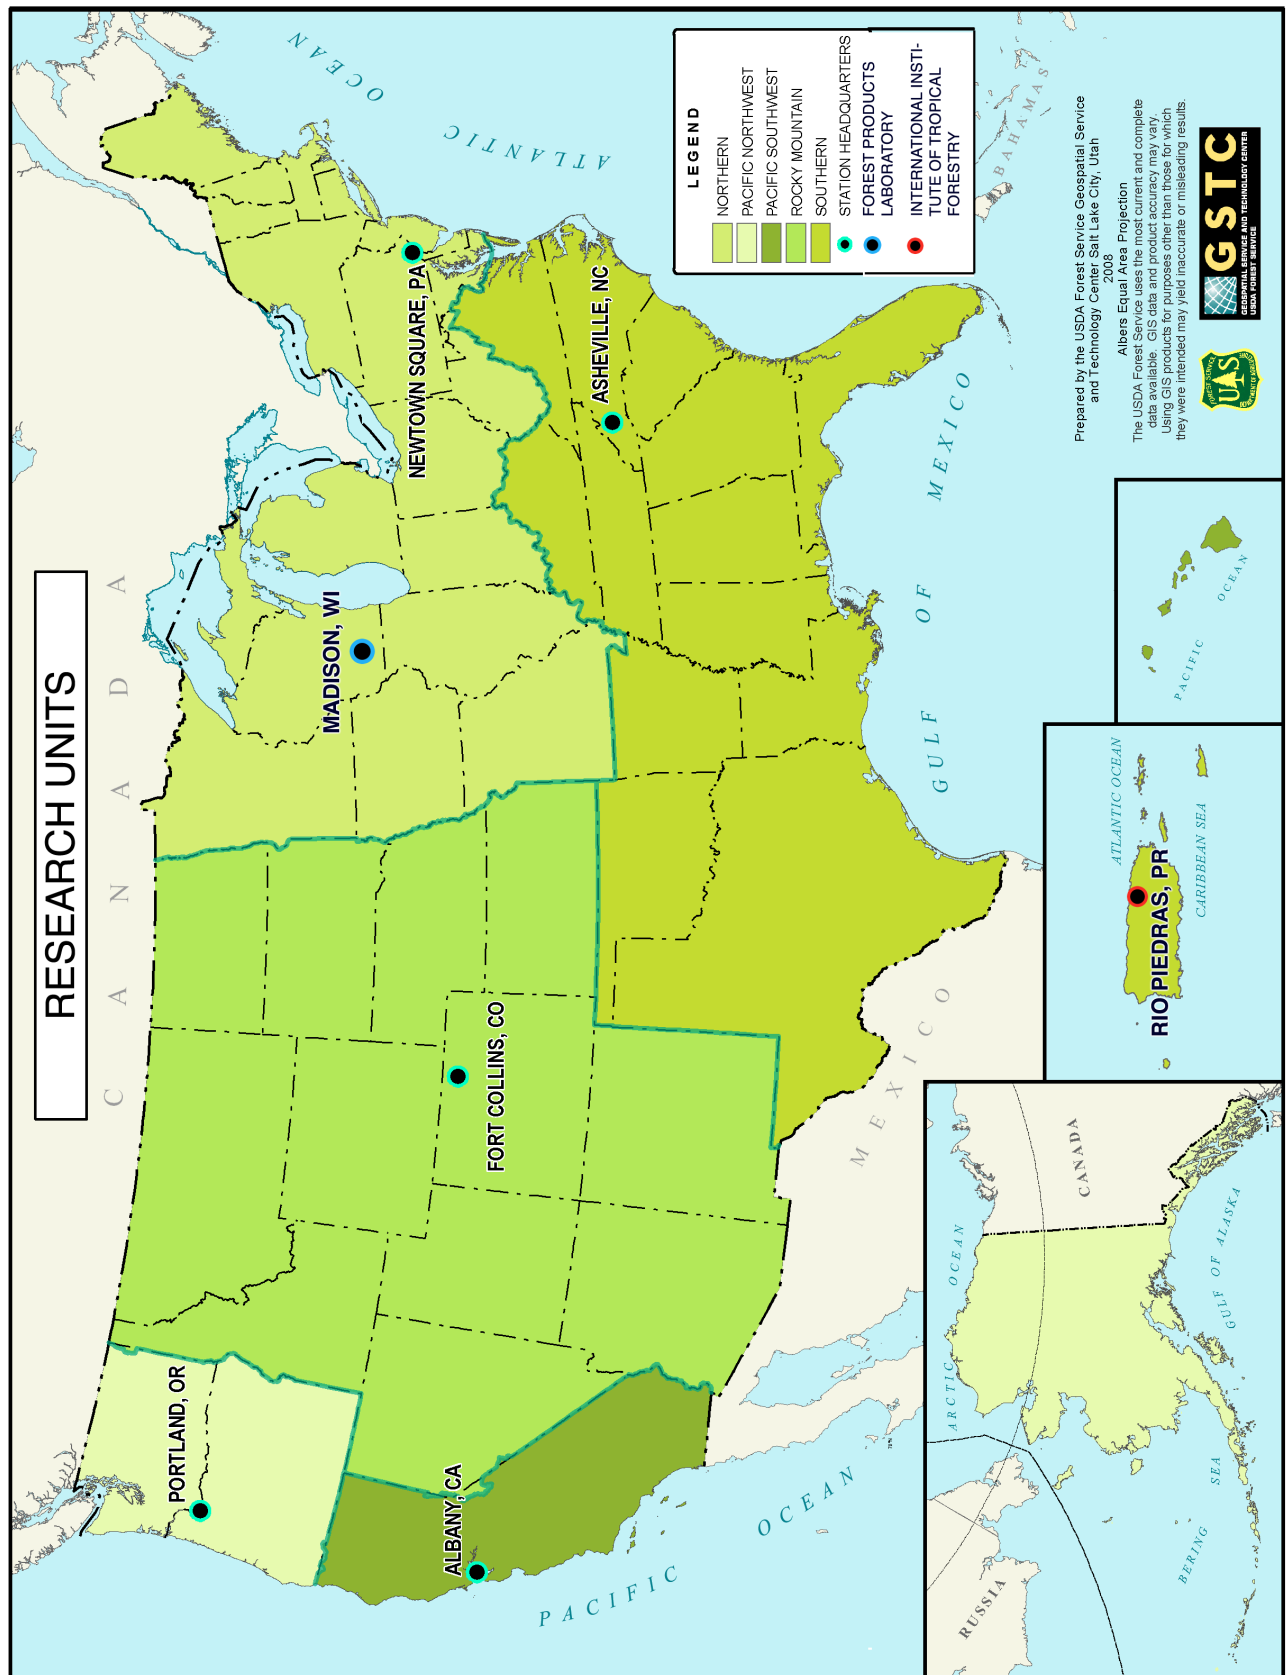 RESEARCH UNITS
C A N A D A
ATLANTIC
OCEAN
MADISON, WI
NEWTOWN SQUARE, PA
ASHEVILLE, NC
FORT COLLINS, CO
PORTLAND, OR
ALBANY, CA
PACIFIC
OCEAN
MEXICO
GULF OF MEXICO
BAHAMAS
LEGEND
NORTHERN
PACIFIC NORTHWEST
PACIFIC SOUTHWEST
ROCKY MOUNTAIN
SOUTHERN
STATION HEADQUARTERS
FOREST PRODUCTS
LABORATORY
INTERNATIONAL INSTI-
TUTE OF TROPICAL
FORESTRY
ARCTIC OCEAN
CANADA
RUSSIA
BERING
SEA
GULF OF ALASKA
ATLANTIC OCEAN
RIO PIEDRAS, PR
CARIBBEAN SEA
PACIFIC
OCEAN
Prepared by the USDA Forest Service Geospatial Service
and Technology Center Salt Lake City, Utah
2008
Albers Equal Area Projection
The USDA Forest Service uses the most current and complete
data available. GIS data and product accuracy may vary.
Using GIS products for purposes other than those for which
they were intended may yield inaccurate or misleading results.
FOREST SERVICE
U S
DEPARTMENT OF AGRICULTURE
GSTC
GEOSPATIAL SERVICE AND TECHNOLOGY CENTER
USDA FOREST SERVICE